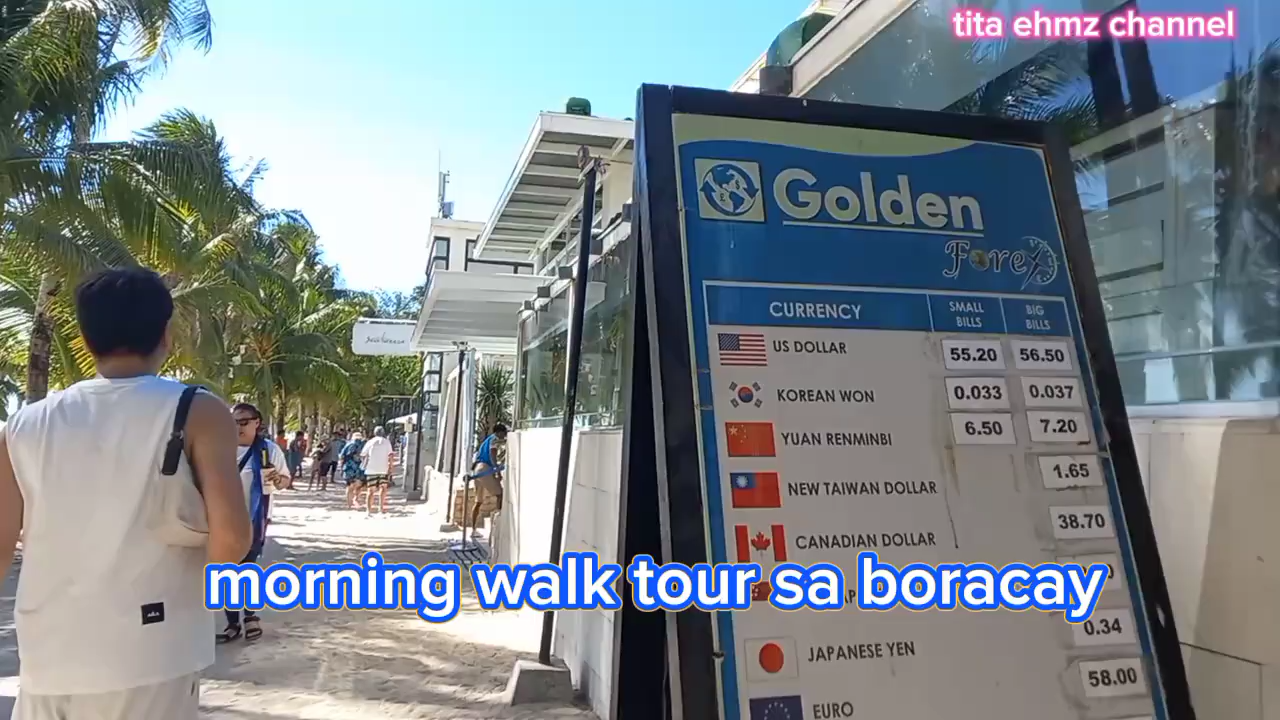 tita ehmz channel
Golden
Forex
CURRENCY SMALL BILLS BIG BILLS
US DOLLAR 55.20 56.50
KOREAN WON 0.033 0.037
YUAN RENMINBI 6.50 7.20
NEW TAIWAN DOLLAR 1.65
CANADIAN DOLLAR 38.70
morning walk tour sa boracay
JAPANESE YEN 0.34
EURO 58.00